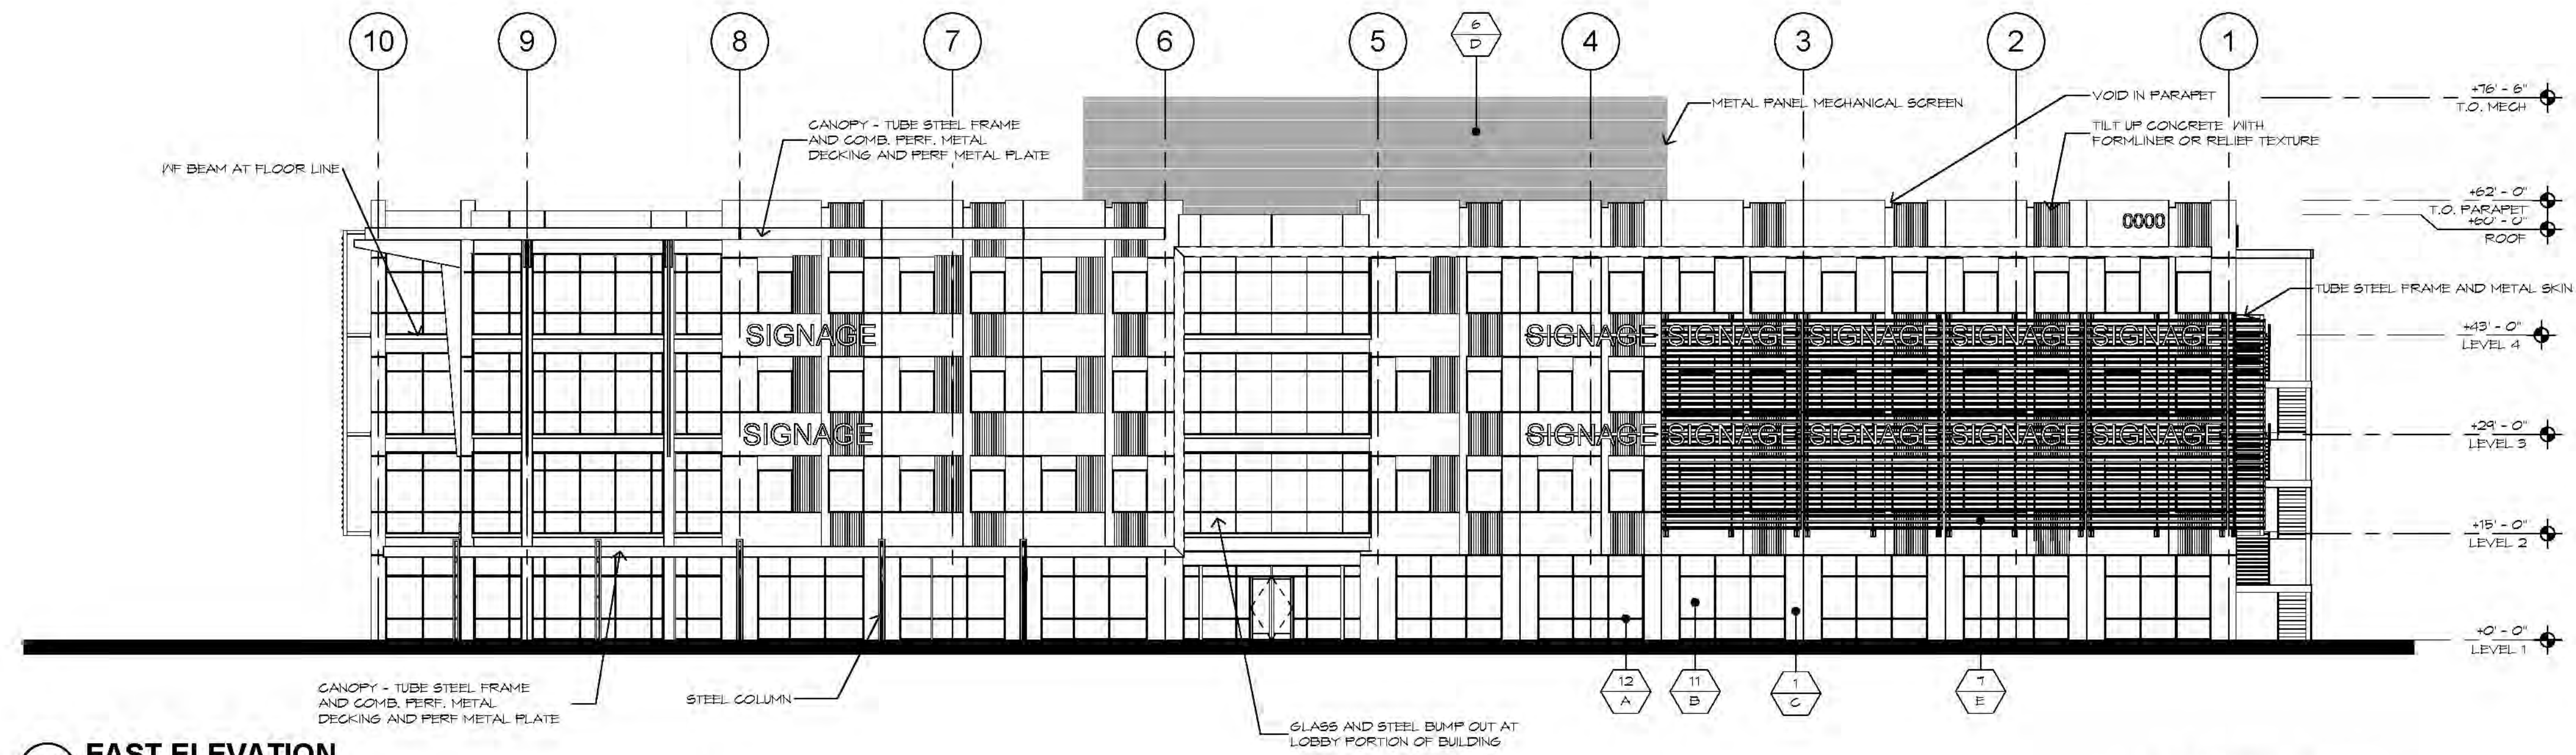 10
9
8
7
6
5
6
D
4
3
2
1
CANOPY - TUBE STEEL FRAME
AND COMB. PERF. METAL
DECKING AND PERF METAL PLATE
WF BEAM AT FLOOR LINE
METAL PANEL MECHANICAL SCREEN
VOID IN PARAPET
TILT UP CONCRETE WITH
FORMLINER OR RELIEF TEXTURE
+76' - 6"
T.O. MECH
+62' - 0"
T.O. PARAPET
+60' - 0"
ROOF
0000
TUBE STEEL FRAME AND METAL SKIN
SIGNAGE
SIGNAGE SIGNAGE SIGNAGE SIGNAGE SIGNAGE
+43' - 0"
LEVEL 4
SIGNAGE
SIGNAGE SIGNAGE SIGNAGE SIGNAGE SIGNAGE
+29' - 0"
LEVEL 3
+15' - 0"
LEVEL 2
+0' - 0"
LEVEL 1
CANOPY - TUBE STEEL FRAME
AND COMB. PERF. METAL
DECKING AND PERF METAL PLATE
STEEL COLUMN
GLASS AND STEEL BUMP OUT AT
LOBBY PORTION OF BUILDING
12
A
11
B
1
C
7
E
EAST ELEVATION